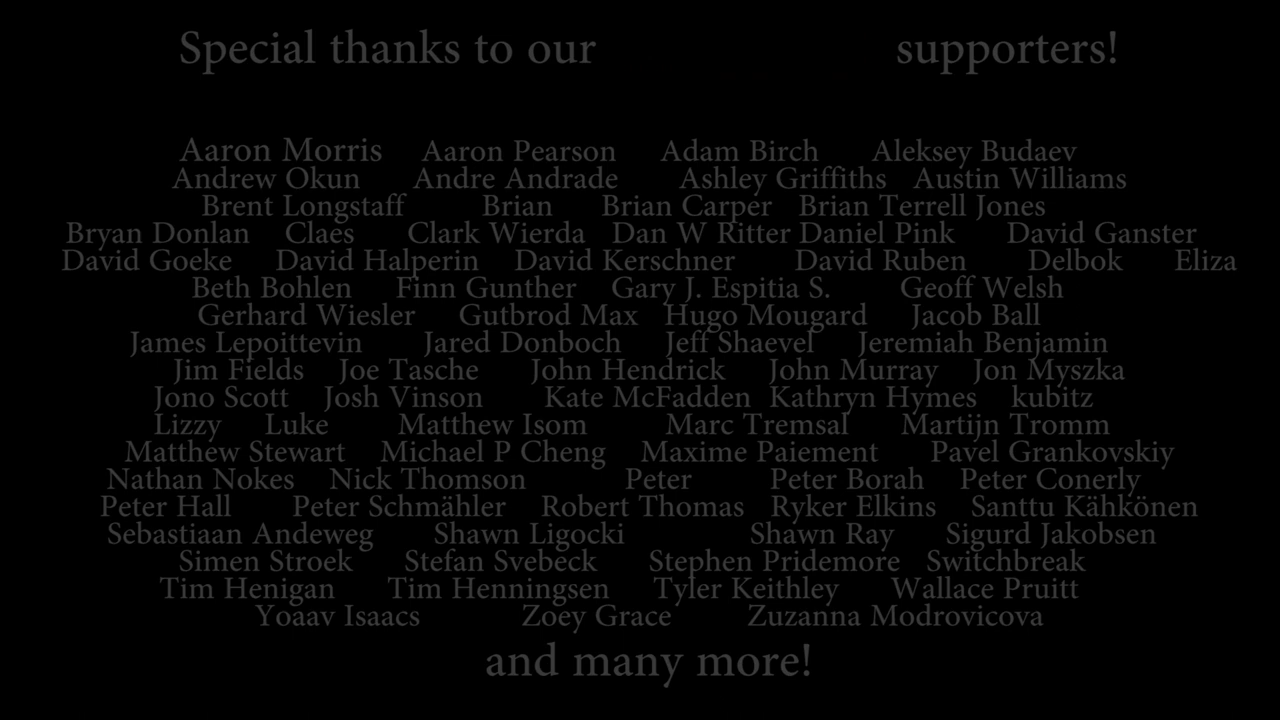 Special thanks to our supporters!
Aaron Morris Aaron Pearson Adam Birch Aleksey Budaev
Andrew Okun Andre Andrade Ashley Griffiths Austin Williams
Brent Longstaff Brian Brian Carper Brian Terrell Jones
Bryan Donlan Claes Clark Wierda Dan W Ritter Daniel Pink David Ganster
David Goeke David Halperin David Kerschner David Ruben Delbok Eliza
Beth Bohlen Finn Gunther Gary J. Espitia S. Geoff Welsh
Gerhard Wiesler Gutbrod Max Hugo Mougard Jacob Ball
James Lepoittevin Jared Donboch Jeff Shaevel Jeremiah Benjamin
Jim Fields Joe Tasche John Hendrick John Murray Jon Myszka
Jono Scott Josh Vinson Kate McFadden Kathryn Hymes kubitz
Lizzy Luke Matthew Isom Marc Tremsal Martijn Tromm
Matthew Stewart Michael P Cheng Maxime Paiement Pavel Grankovskiy
Nathan Nokes Nick Thomson Peter Peter Borah Peter Conerly
Peter Hall Peter Schmähler Robert Thomas Ryker Elkins Santtu Kähkönen
Sebastiaan Andeweg Shawn Ligocki Shawn Ray Sigurd Jakobsen
Simen Stroek Stefan Svebeck Stephen Pridemore Switchbreak
Tim Henigan Tim Henningsen Tyler Keithley Wallace Pruitt
Yoaav Isaacs Zoey Grace Zuzanna Modrovicova
and many more!